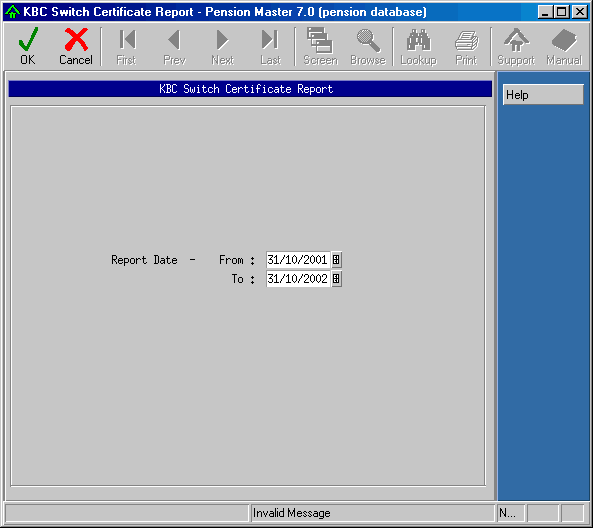 KBC Switch Certificate Report - Pension Master 7.0 (pension database)
OK Cancel First Prev Next Last Screen Browse Lookup Print Support Manual
KBC Switch Certificate Report
Help
Report Date - From : 31/10/2001
To : 31/10/2002
Invalid Message N...